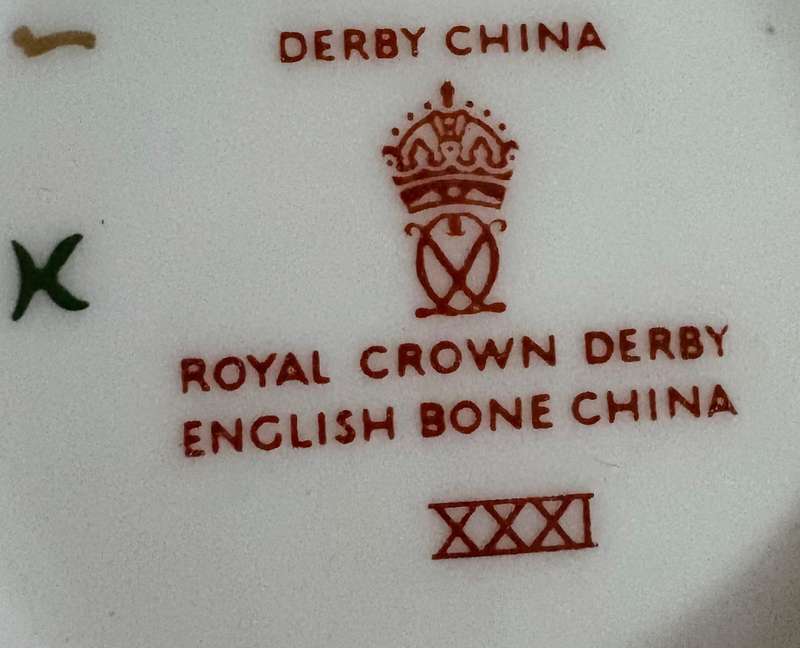 DERBY CHINA
ROYAL CROWN DERBY
ENGLISH BONE CHINA
XXXI